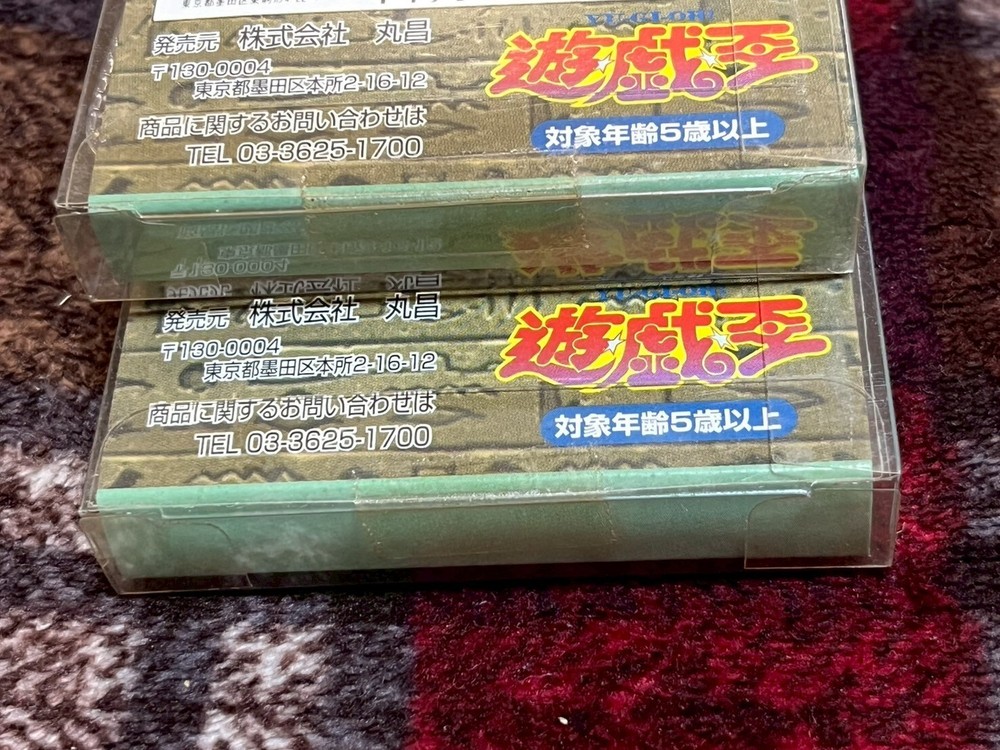 発売元 株式会社 丸昌
〒130-0004
東京都墨田区本所2-16-12
商品に関するお問い合わせは
TEL 03-3625-1700
YU-GI-OH!
遊戯王
対象年齢5歳以上
発売元 株式会社 丸昌
〒130-0004
東京都墨田区本所2-16-12
商品に関するお問い合わせは
TEL 03-3625-1700
遊戯王
対象年齢5歳以上